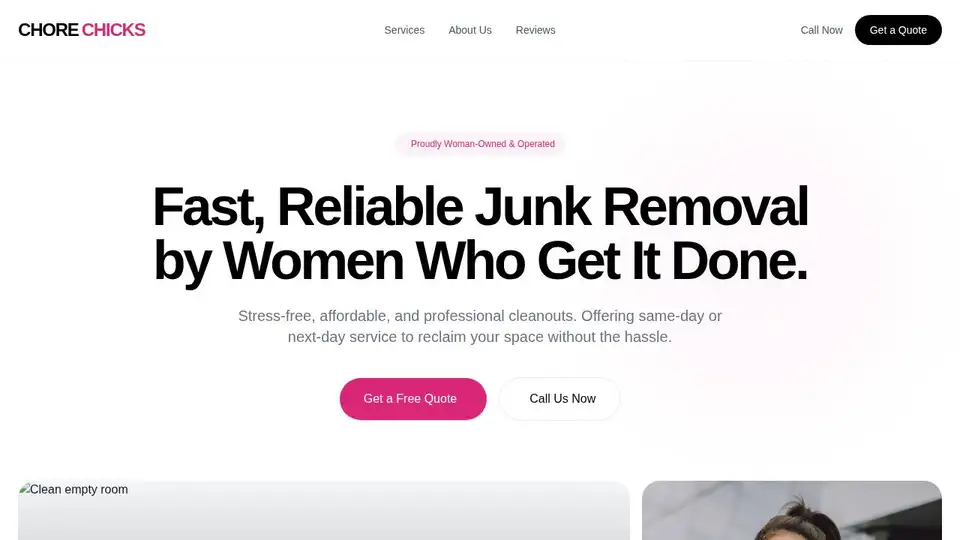 CHORE CHICKS
Services
About Us
Reviews
Call Now
Get a Quote
Proudly Woman-Owned & Operated
Fast, Reliable Junk Removal
by Women Who Get It Done.
Stress-free, affordable, and professional cleanouts. Offering same-day or
next-day service to reclaim your space without the hassle.
Get a Free Quote
Call Us Now
Clean empty room